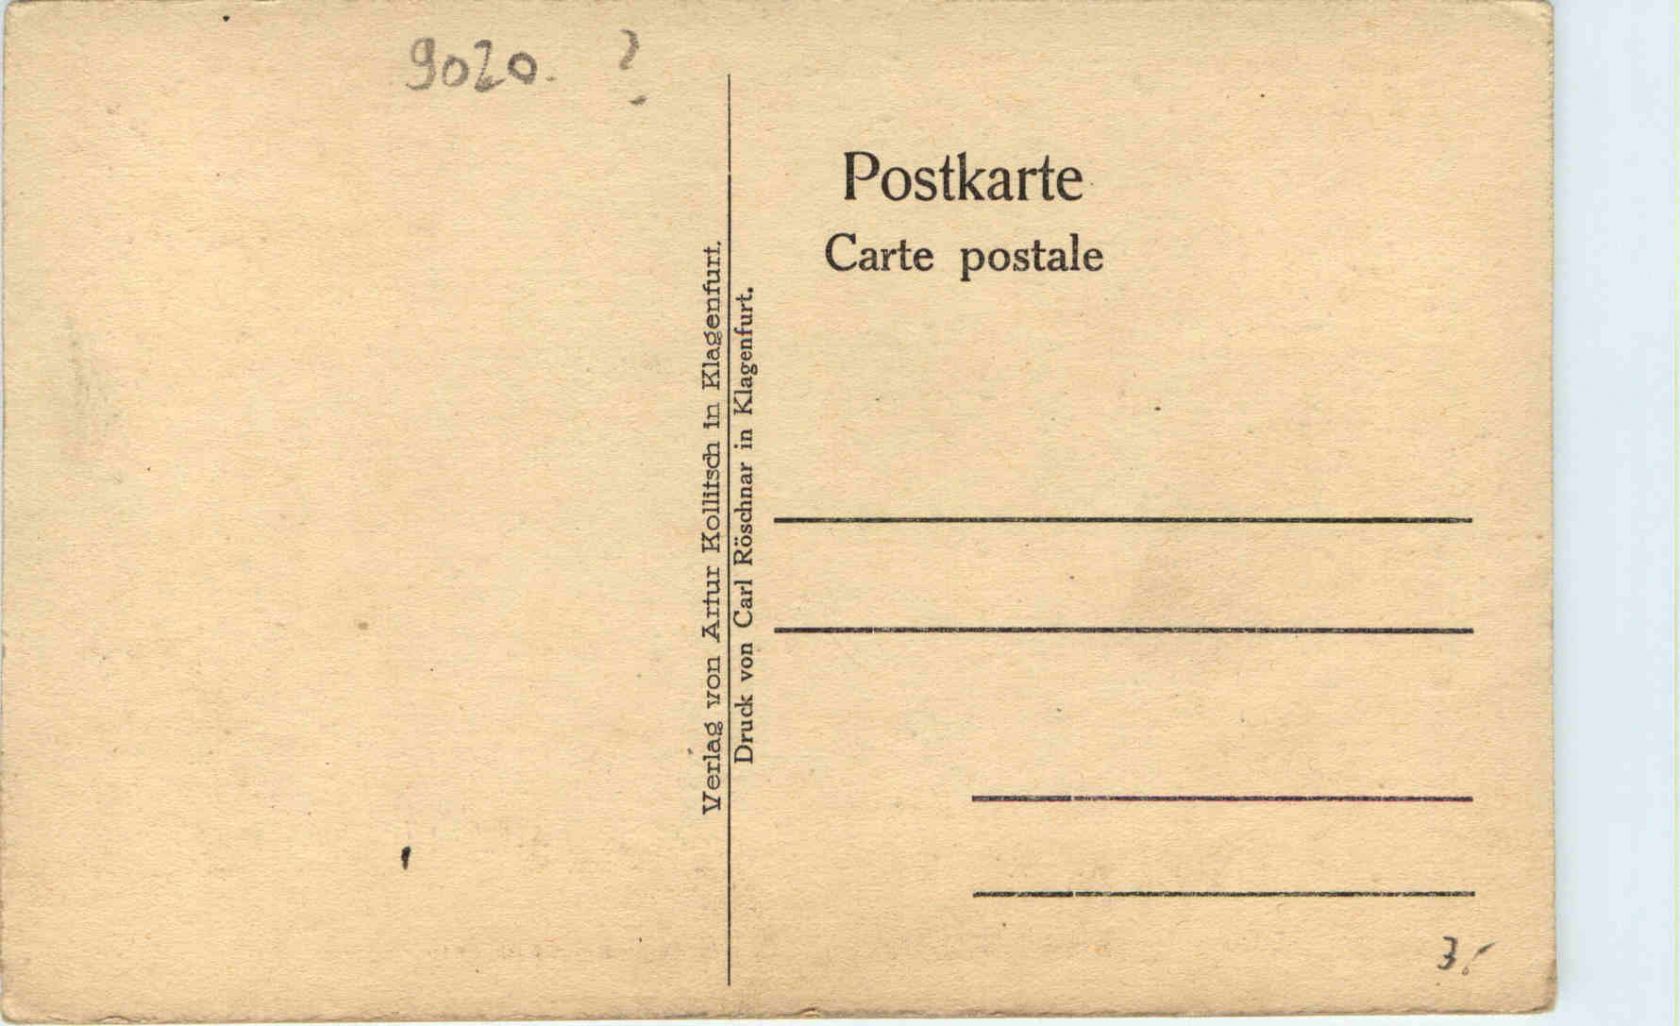 9020. ?
Verlag von Artur Kollitsch in Klagenfurt.
Druck von Carl Röschnar in Klagenfurt.
Postkarte
Carte postale
3.-